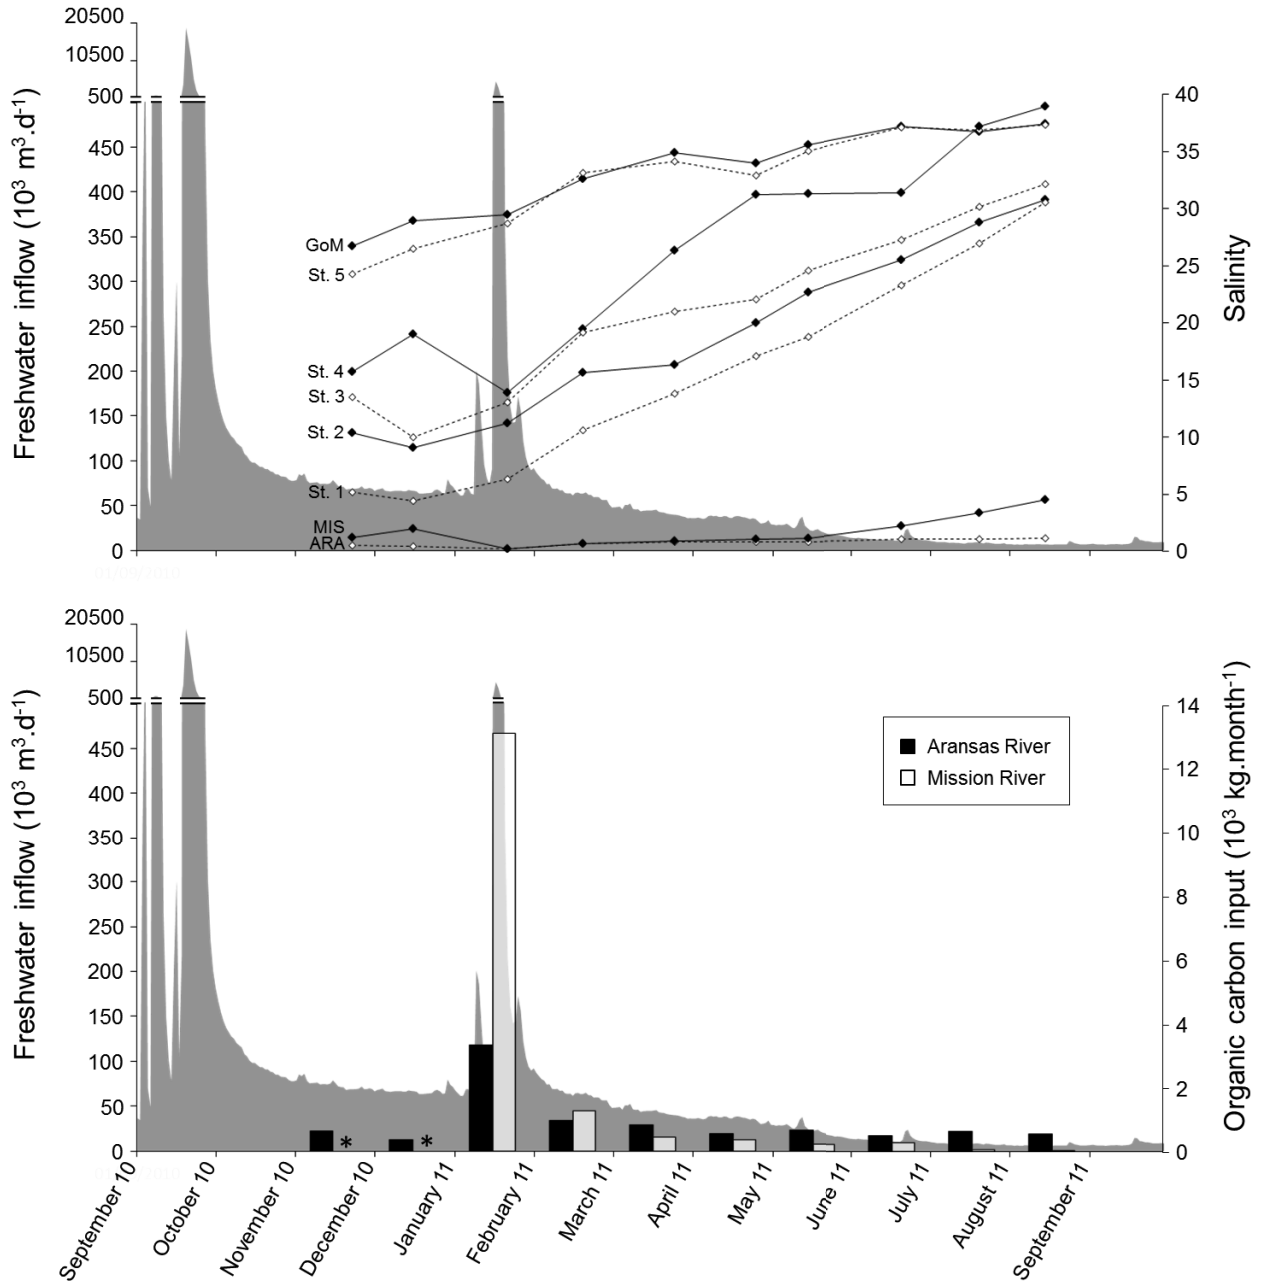 20500
10500
500
450
400
350
300
250
200
150
100
50
0
Freshwater inflow (10³ m³.d⁻¹)
GoM
St. 5
St. 4
St. 3
St. 2
St. 1
MIS
ARA
40
35
30
25
20
15
10
5
0
Salinity
20500
10500
500
450
400
350
300
250
200
150
100
50
0
Freshwater inflow (10³ m³.d⁻¹)
Aransas River
Mission River
*
*
14
12
10
8
6
4
2
0
Organic carbon input (10³ kg.month⁻¹)
September 10
October 10
November 10
December 10
January 11
February 11
March 11
April 11
May 11
June 11
July 11
August 11
September 11